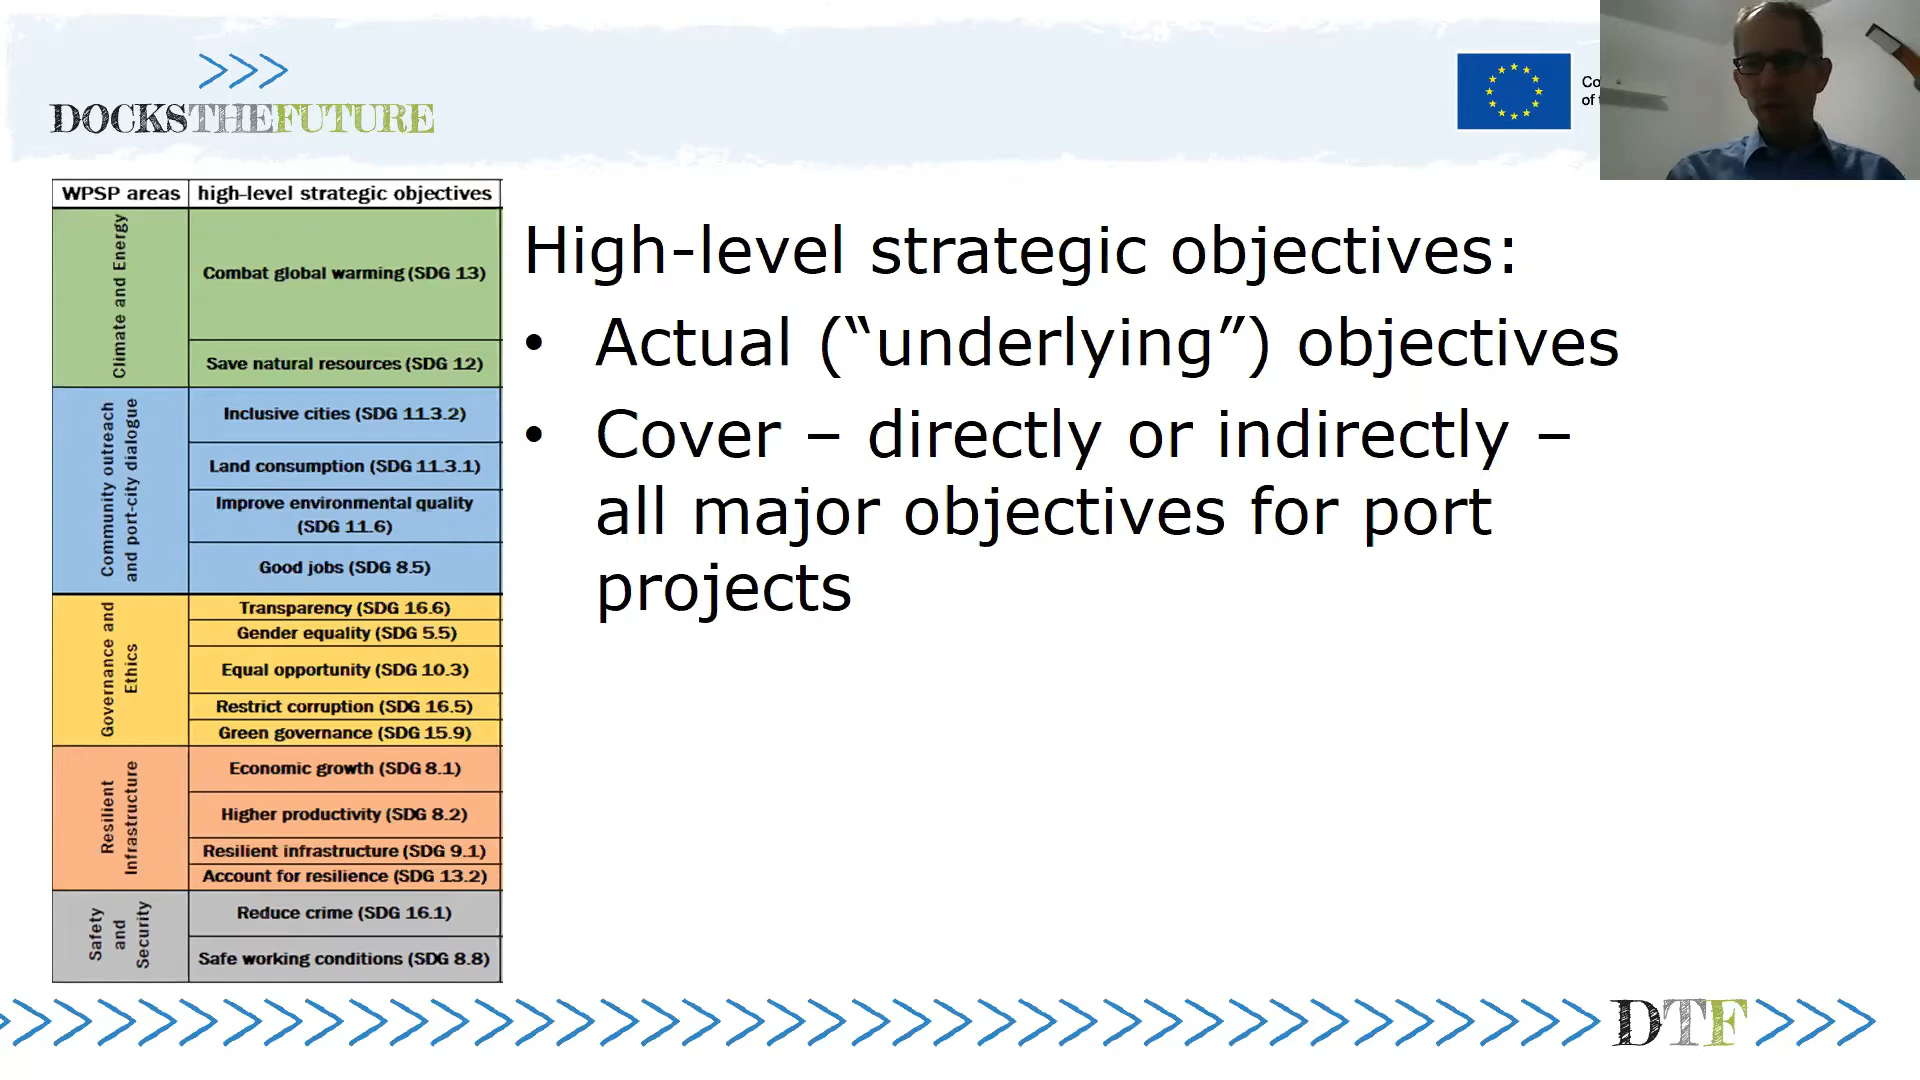 DOCKSTHEFUTURE
Co
of
WPSP areas
high-level strategic objectives
Climate and Energy
Combat global warming (SDG 13)
Save natural resources (SDG 12)
Community outreach
and port-city dialogue
Inclusive cities (SDG 11.3.2)
Land consumption (SDG 11.3.1)
Improve environmental quality
(SDG 11.6)
Good jobs (SDG 8.5)
Governance and
Ethics
Transparency (SDG 16.6)
Gender equality (SDG 5.5)
Equal opportunity (SDG 10.3)
Restrict corruption (SDG 16.5)
Green governance (SDG 15.9)
Resilient
Infrastructure
Economic growth (SDG 8.1)
Higher productivity (SDG 8.2)
Resilient infrastructure (SDG 9.1)
Account for resilience (SDG 13.2)
Safety
and
Security
Reduce crime (SDG 16.1)
Safe working conditions (SDG 8.8)
High-level strategic objectives:
• Actual (“underlying”) objectives
• Cover – directly or indirectly –
all major objectives for port
projects
DTF